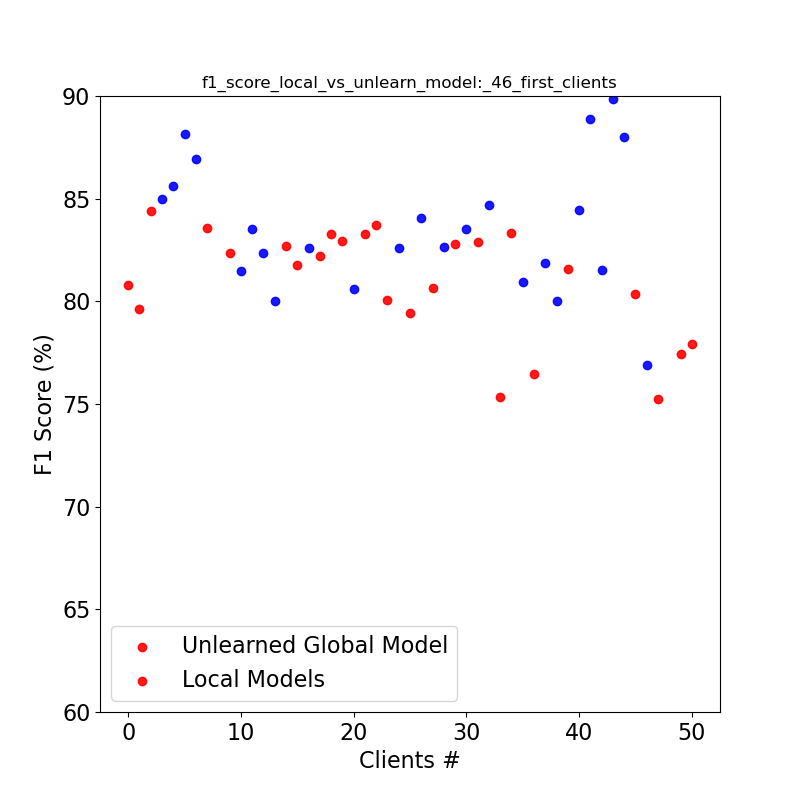 f1_score_local_vs_unlearn_model:_46_first_clients
90
85
80
75
70
65
60
F1 Score (%)
Unlearned Global Model
Local Models
0 10 20 30 40 50
Clients #